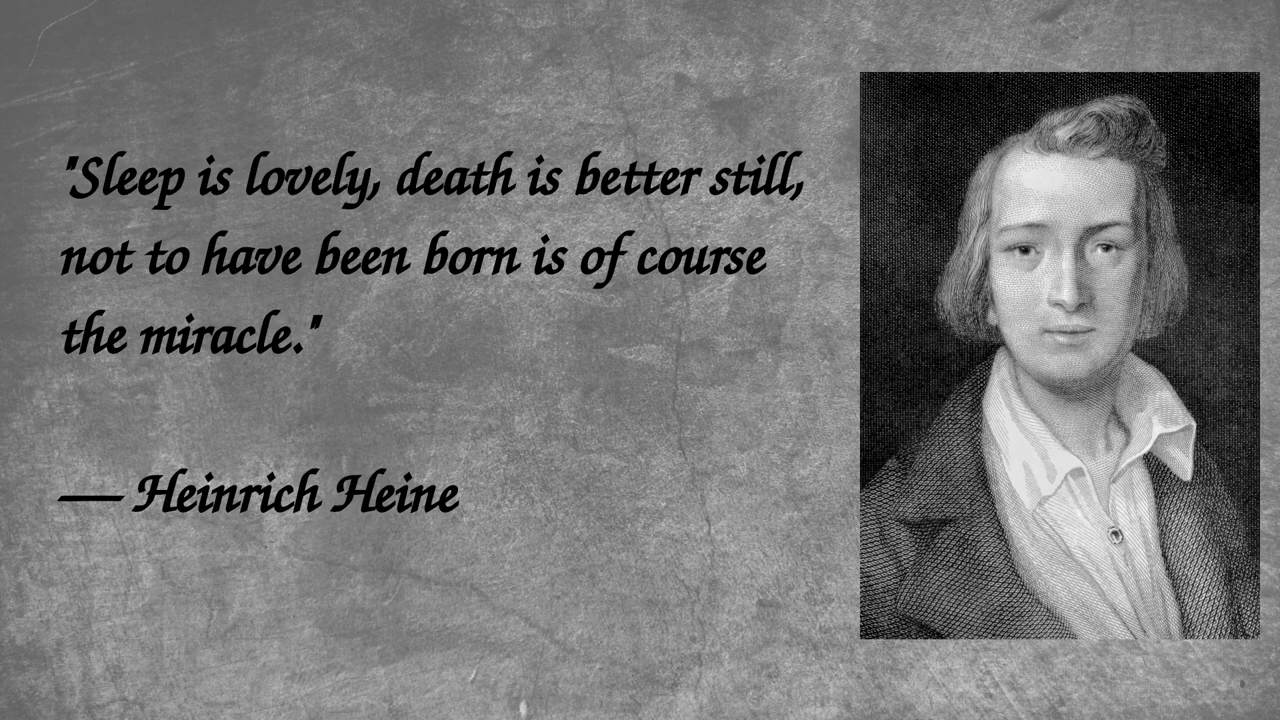 "Sleep is lovely, death is better still,
not to have been born is of course
the miracle."
— Heinrich Heine